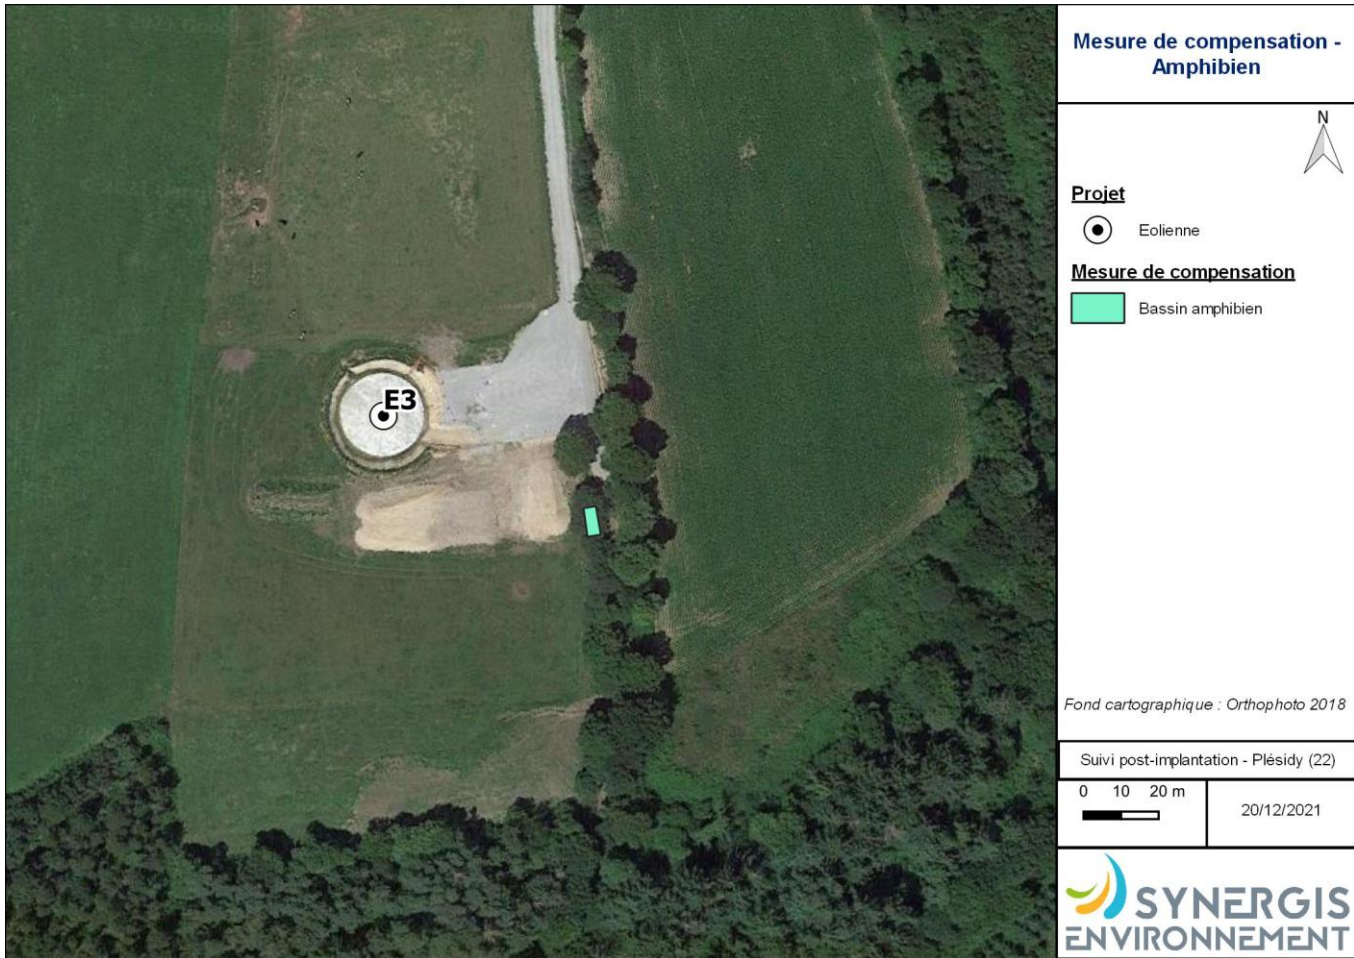 Mesure de compensation -
Amphibien
N
Projet
Eolienne
Mesure de compensation
Bassin amphibien
E3
Fond cartographique : Orthophoto 2018
Suivi post-implantation - Plésidy (22)
0 10 20 m
20/12/2021
SYNERGIS
ENVIRONNEMENT